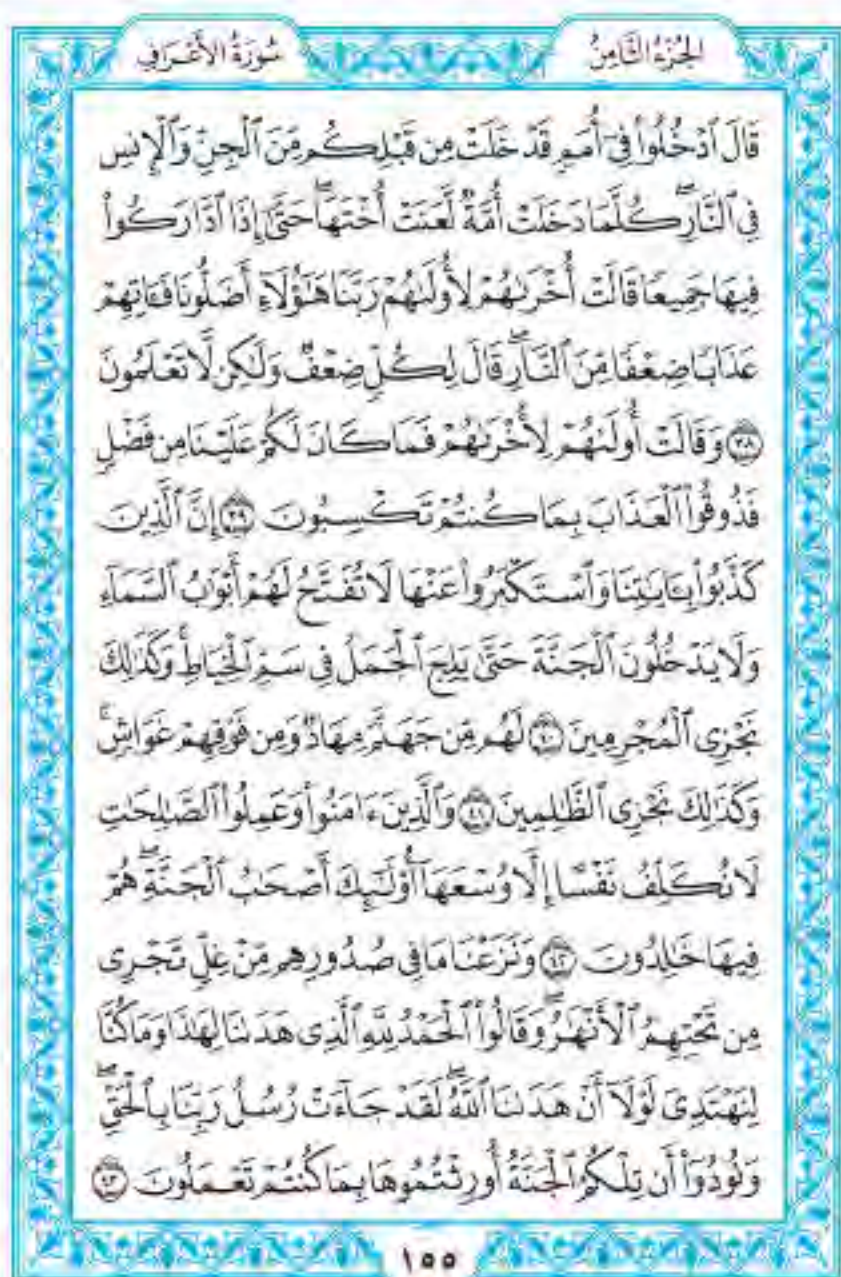 الجُزْءُ الثَّامِنُ
سُورَةُ الأَعْرَافِ
قَالَ ٱدْخُلُوا۟ فِىٓ أُمَمٍ قَدْ خَلَتْ مِن قَبْلِكُم مِّنَ ٱلْجِنِّ وَٱلْإِنسِ
فِى ٱلنَّارِۖ كُلَّمَا دَخَلَتْ أُمَّةٌ لَّعَنَتْ أُخْتَهَاۖ حَتَّىٰٓ إِذَا ٱدَّارَكُوا۟
فِيهَا جَمِيعًا قَالَتْ أُخْرَىٰهُمْ لِأُولَىٰهُمْ رَبَّنَا هَٰٓؤُلَآءِ أَضَلُّونَا فَـَٔاتِهِمْ
عَذَابًا ضِعْفًا مِّنَ ٱلنَّارِۖ قَالَ لِكُلٍّ ضِعْفٌ وَلَٰكِن لَّا تَعْلَمُونَ
٣٨ وَقَالَتْ أُولَىٰهُمْ لِأُخْرَىٰهُمْ فَمَا كَانَ لَكُمْ عَلَيْنَا مِن فَضْلٍ
فَذُوقُوا۟ ٱلْعَذَابَ بِمَا كُنتُمْ تَكْسِبُونَ ٣٩ إِنَّ ٱلَّذِينَ
كَذَّبُوا۟ بِـَٔايَٰتِنَا وَٱسْتَكْبَرُوا۟ عَنْهَا لَا تُفَتَّحُ لَهُمْ أَبْوَٰبُ ٱلسَّمَآءِ
وَلَا يَدْخُلُونَ ٱلْجَنَّةَ حَتَّىٰ يَلِجَ ٱلْجَمَلُ فِى سَمِّ ٱلْخِيَاطِۚ وَكَذَٰلِكَ
نَجْزِى ٱلْمُجْرِمِينَ ٤٠ لَهُم مِّن جَهَنَّمَ مِهَادٌ وَمِن فَوْقِهِمْ غَوَاشٍۚ
وَكَذَٰلِكَ نَجْزِى ٱلظَّٰلِمِينَ ٤١ وَٱلَّذِينَ ءَامَنُوا۟ وَعَمِلُوا۟ ٱلصَّٰلِحَٰتِ
لَا نُكَلِّفُ نَفْسًا إِلَّا وُسْعَهَآ أُو۟لَٰٓئِكَ أَصْحَٰبُ ٱلْجَنَّةِۖ هُمْ
فِيهَا خَٰلِدُونَ ٤٢ وَنَزَعْنَا مَا فِى صُدُورِهِم مِّنْ غِلٍّ تَجْرِى
مِن تَحْتِهِمُ ٱلْأَنْهَٰرُۖ وَقَالُوا۟ ٱلْحَمْدُ لِلَّهِ ٱلَّذِى هَدَىٰنَا لِهَٰذَا وَمَا كُنَّا
لِنَهْتَدِىَ لَوْلَآ أَنْ هَدَىٰنَا ٱللَّهُۖ لَقَدْ جَآءَتْ رُسُلُ رَبِّنَا بِٱلْحَقِّۖ
وَنُودُوٓا۟ أَن تِلْكُمُ ٱلْجَنَّةُ أُورِثْتُمُوهَا بِمَا كُنتُمْ تَعْمَلُونَ ٤٣
١٥٥